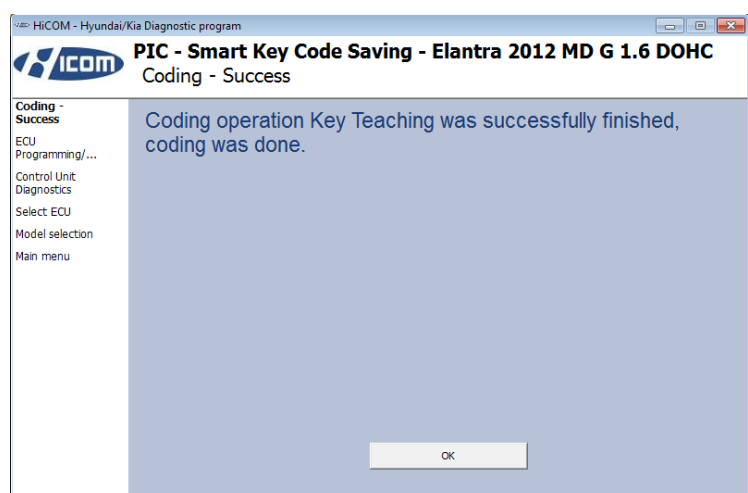 HiCOM - Hyundai/Kia Diagnostic program
HICOM
PIC - Smart Key Code Saving - Elantra 2012 MD G 1.6 DOHC
Coding - Success
Coding -
Success
ECU
Programming/...
Control Unit
Diagnostics
Select ECU
Model selection
Main menu
Coding operation Key Teaching was successfully finished,
coding was done.
OK